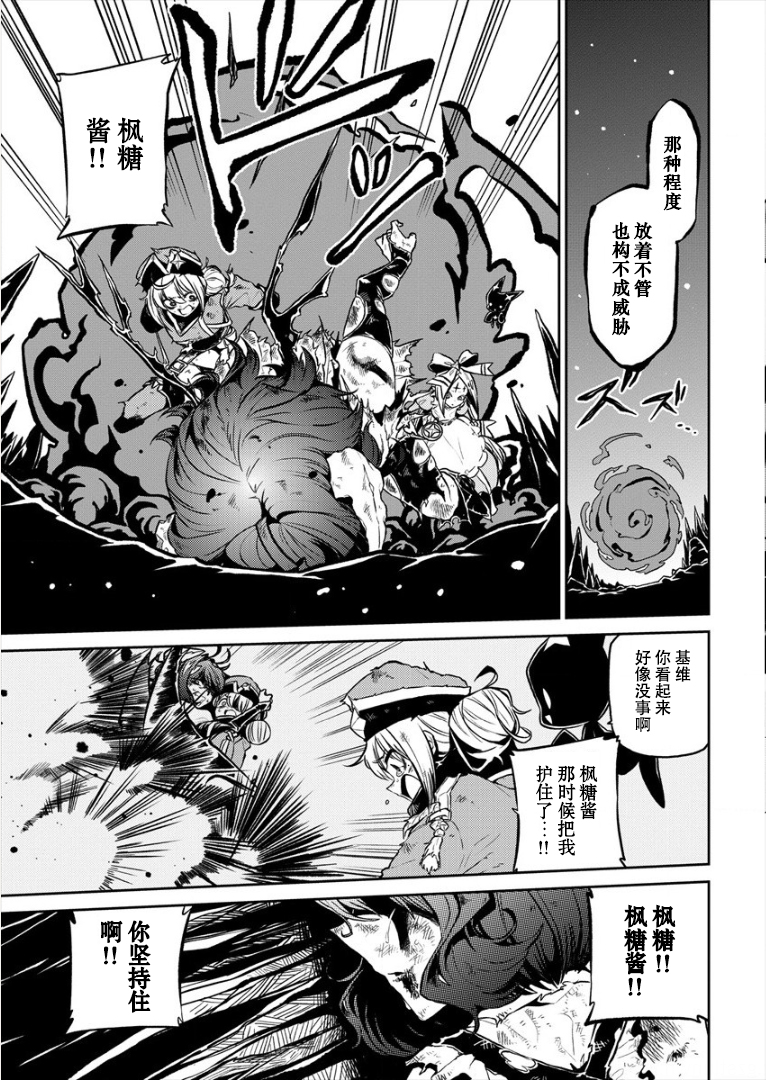 那种程度
放着不管
也构不成威胁
ズズ…
ド
枫糖
酱!!
基维
你看起来
好像没事啊
枫糖酱
那时候把我
护住了…!!
枫糖!!
枫糖酱!!
你坚持住
啊!!